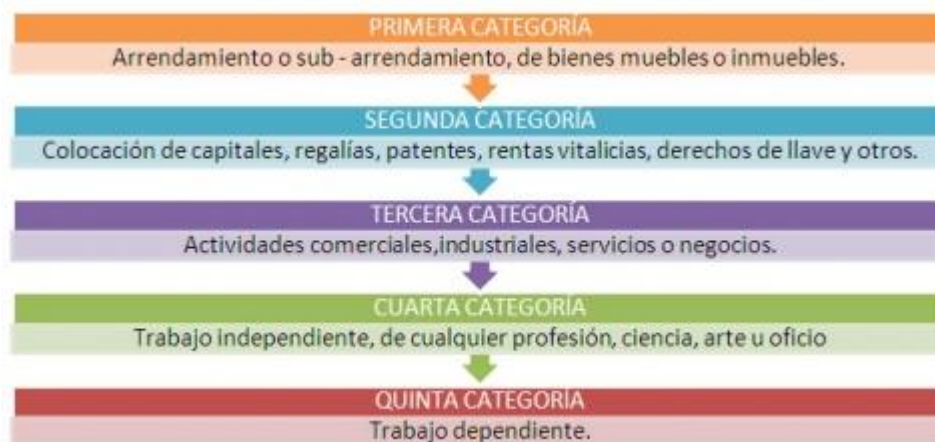 PRIMERA CATEGORÍA
Arrendamiento o sub - arrendamiento, de bienes muebles o inmuebles.
SEGUNDA CATEGORÍA
Colocación de capitales, regalías, patentes, rentas vitalicias, derechos de llave y otros.
TERCERA CATEGORÍA
Actividades comerciales,industriales, servicios o negocios.
CUARTA CATEGORÍA
Trabajo independiente, de cualquier profesión, ciencia, arte u oficio
QUINTA CATEGORÍA
Trabajo dependiente.